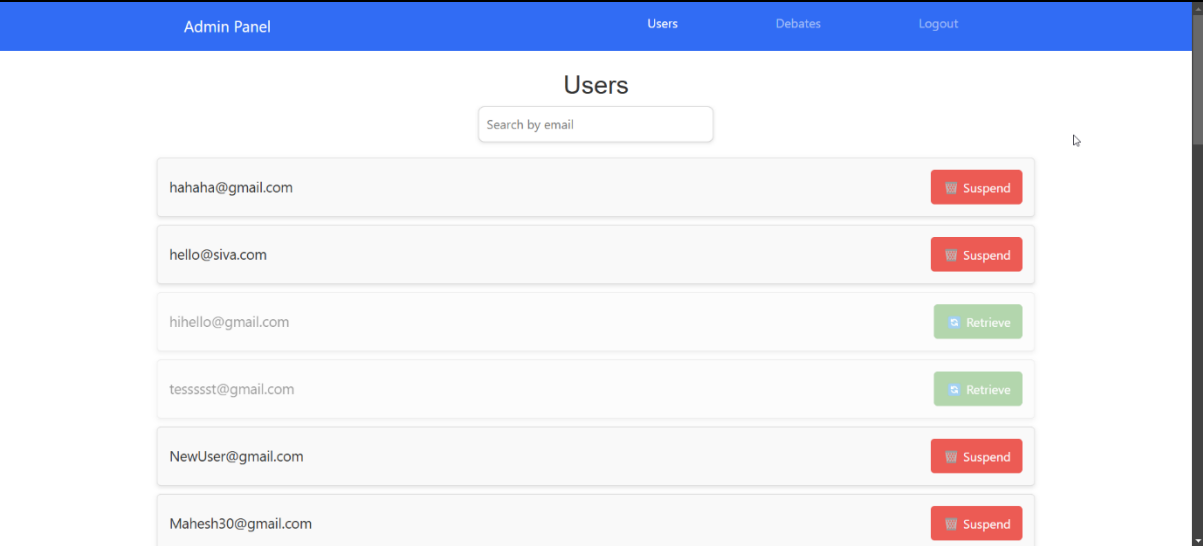 Admin Panel Users Debates Logout
Users
Search by email
hahaha@gmail.com Suspend
hello@siva.com Suspend
hihello@gmail.com Retrieve
tessssst@gmail.com Retrieve
NewUser@gmail.com Suspend
Mahesh30@gmail.com Suspend